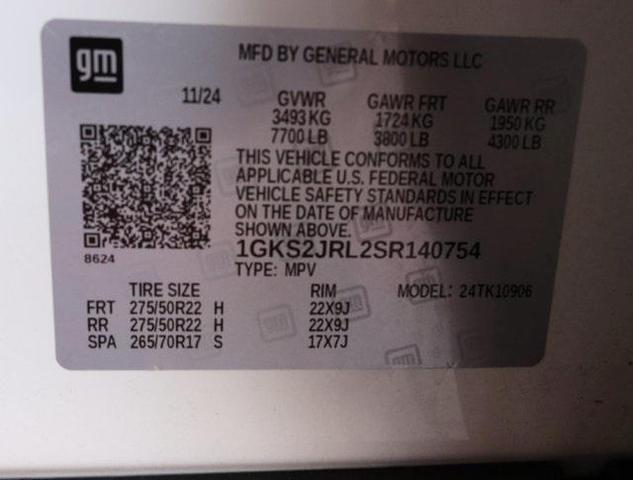 gm
MFD BY GENERAL MOTORS LLC
11/24 GVWR GAWR FRT GAWR RR
3493 KG 1724 KG 1950 KG
7700 LB 3800 LB 4300 LB
THIS VEHICLE CONFORMS TO ALL
APPLICABLE U.S. FEDERAL MOTOR
VEHICLE SAFETY STANDARDS IN EFFECT
ON THE DATE OF MANUFACTURE
SHOWN ABOVE.
1GKS2JRL2SR140754
8624
TYPE: MPV
TIRE SIZE RIM MODEL: 24TK10906
FRT 275/50R22 H 22X9J
RR 275/50R22 H 22X9J
SPA 265/70R17 S 17X7J